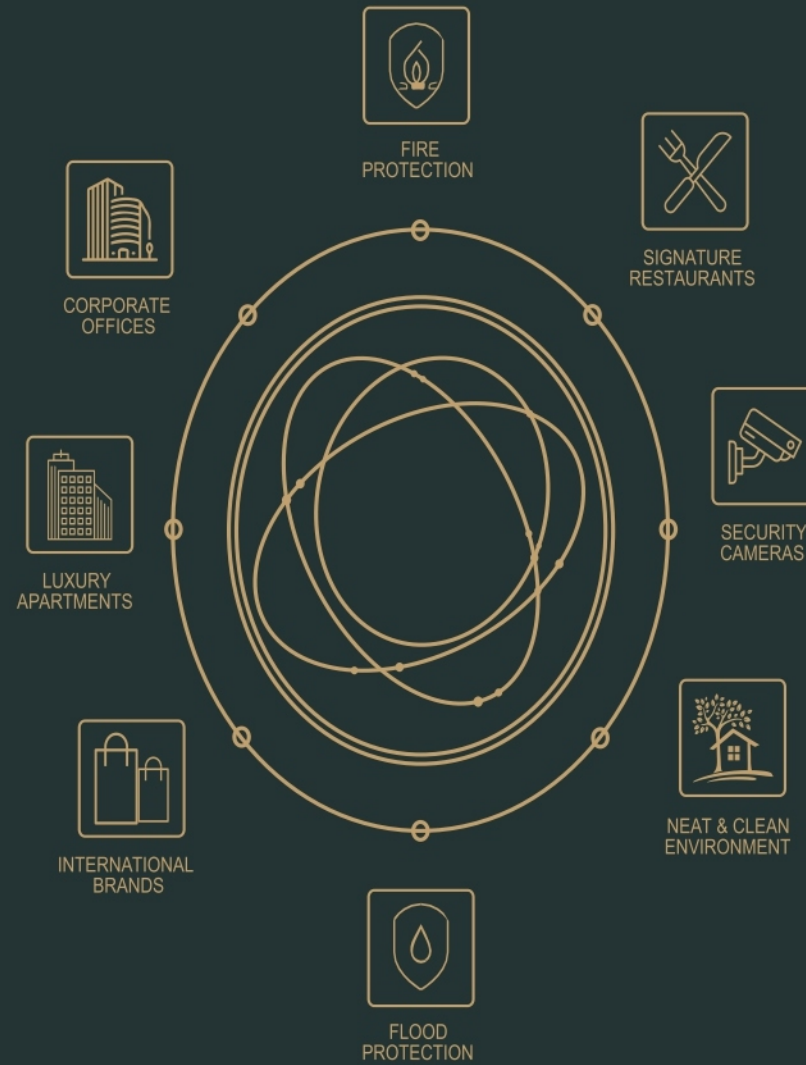 FIRE
PROTECTION
SIGNATURE
RESTAURANTS
CORPORATE
OFFICES
SECURITY
CAMERAS
LUXURY
APARTMENTS
NEAT & CLEAN
ENVIRONMENT
INTERNATIONAL
BRANDS
FLOOD
PROTECTION